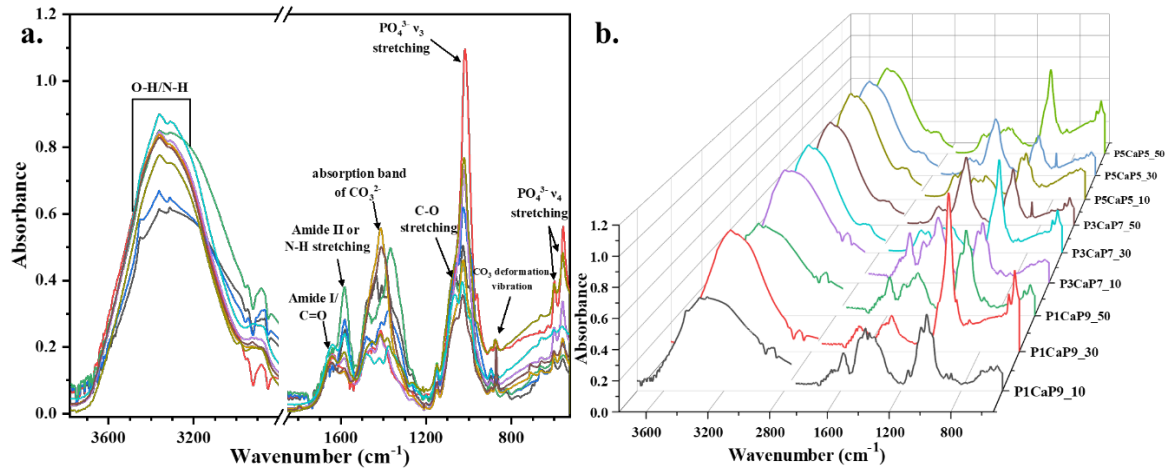 a.
1.2
1.0
0.8
0.6
0.4
0.2
0.0
Absorbance
3600
3200
1600
1200
800
Wavenumber (cm⁻¹)
O-H/N-H
PO₄³⁻ ν₃
stretching
absorption band
of CO₃²⁻
Amide II or
N-H stretching
Amide I/
C=O
C-O
stretching
PO₄³⁻ ν₄
stretching
CO₃ deformation
vibration
b.
1.2
1.0
0.8
0.6
0.4
0.2
0.0
Absorbance
3600
3200
2800
1600
1200
800
Wavenumber (cm⁻¹)
P5CaP5_50
P5CaP5_30
P5CaP5_10
P3CaP7_50
P3CaP7_30
P3CaP7_10
P1CaP9_50
P1CaP9_30
P1CaP9_10